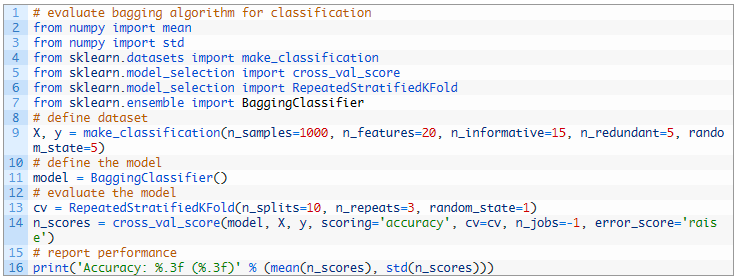 1 # evaluate bagging algorithm for classification
2 from numpy import mean
3 from numpy import std
4 from sklearn.datasets import make_classification
5 from sklearn.model_selection import cross_val_score
6 from sklearn.model_selection import RepeatedStratifiedKFold
7 from sklearn.ensemble import BaggingClassifier
8 # define dataset
9 X, y = make_classification(n_samples=1000, n_features=20, n_informative=15, n_redundant=5, rando
m_state=5)
10 # define the model
11 model = BaggingClassifier()
12 # evaluate the model
13 cv = RepeatedStratifiedKFold(n_splits=10, n_repeats=3, random_state=1)
14 n_scores = cross_val_score(model, X, y, scoring='accuracy', cv=cv, n_jobs=-1, error_score='rais
e')
15 # report performance
16 print('Accuracy: %.3f (%.3f)' % (mean(n_scores), std(n_scores)))